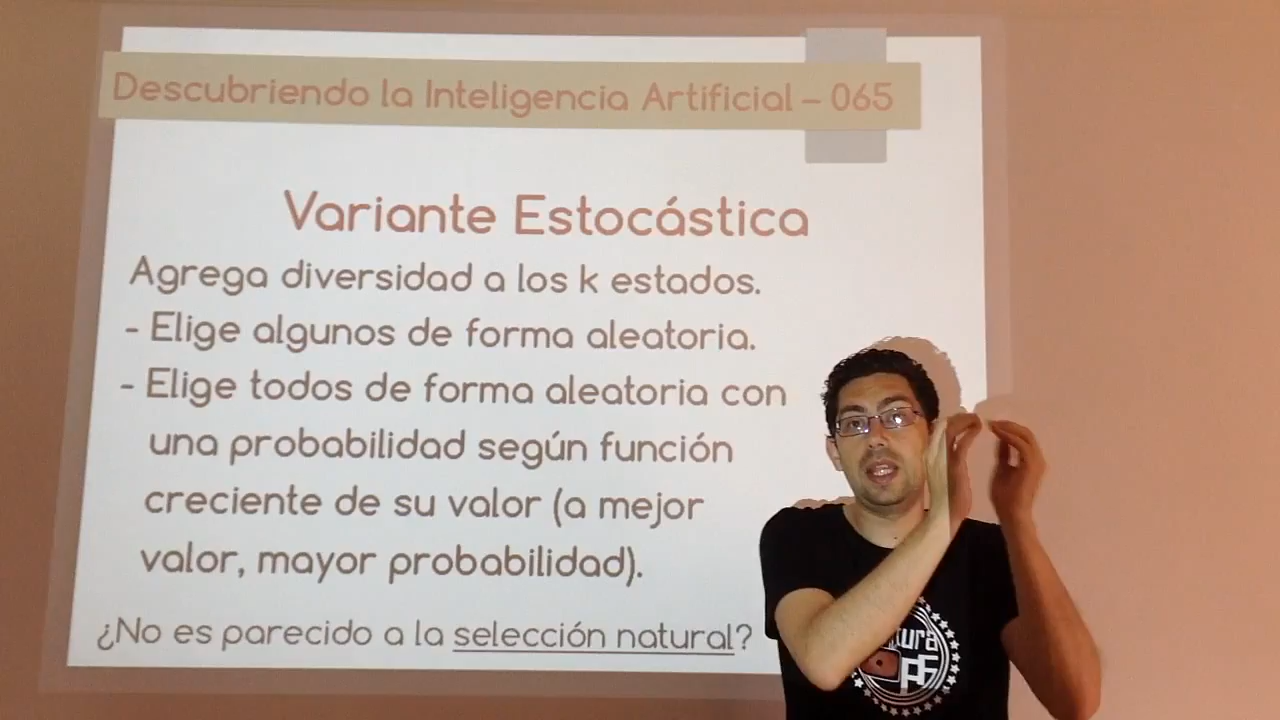 Descubriendo la Inteligencia Artificial – 065
Variante Estocástica
Agrega diversidad a los k estados.
- Elige algunos de forma aleatoria.
- Elige todos de forma aleatoria con
una probabilidad según función
creciente de su valor (a mejor
valor, mayor probabilidad).
¿No es parecido a la selección natural?